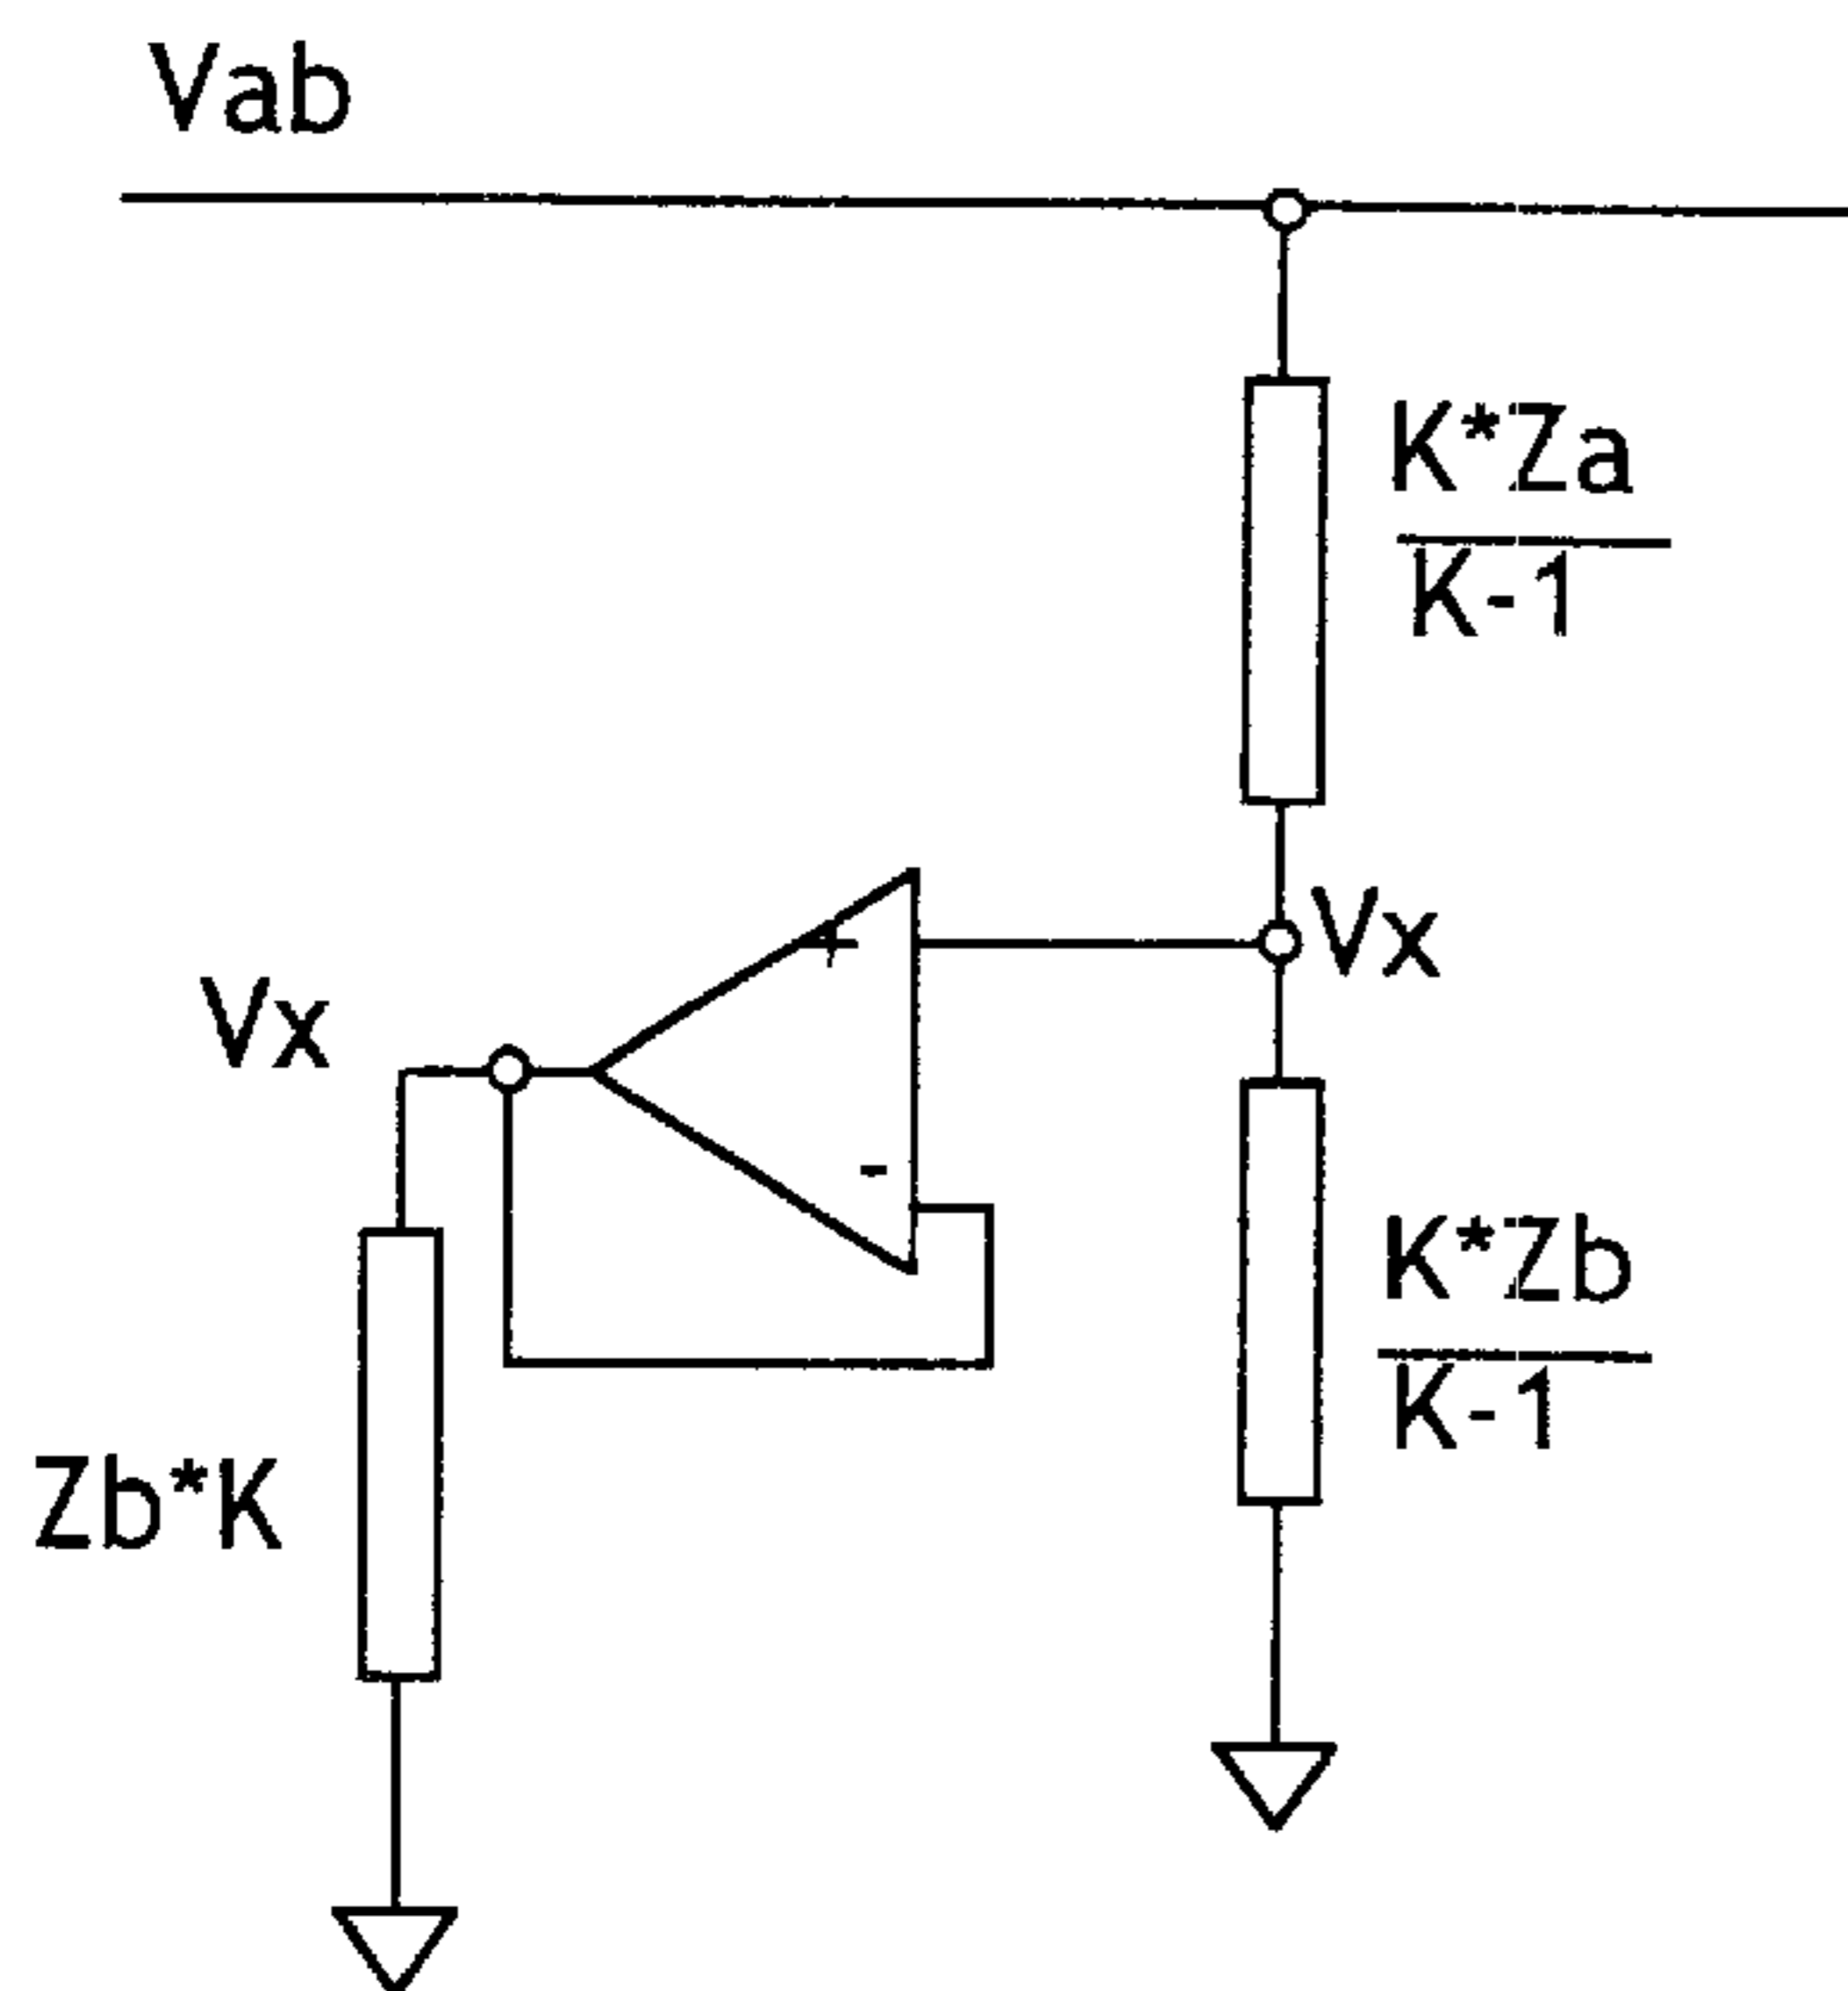 Vab
K*Za
K-1
+
Vx
Vx
-
K*Zb
K-1
Zb*K